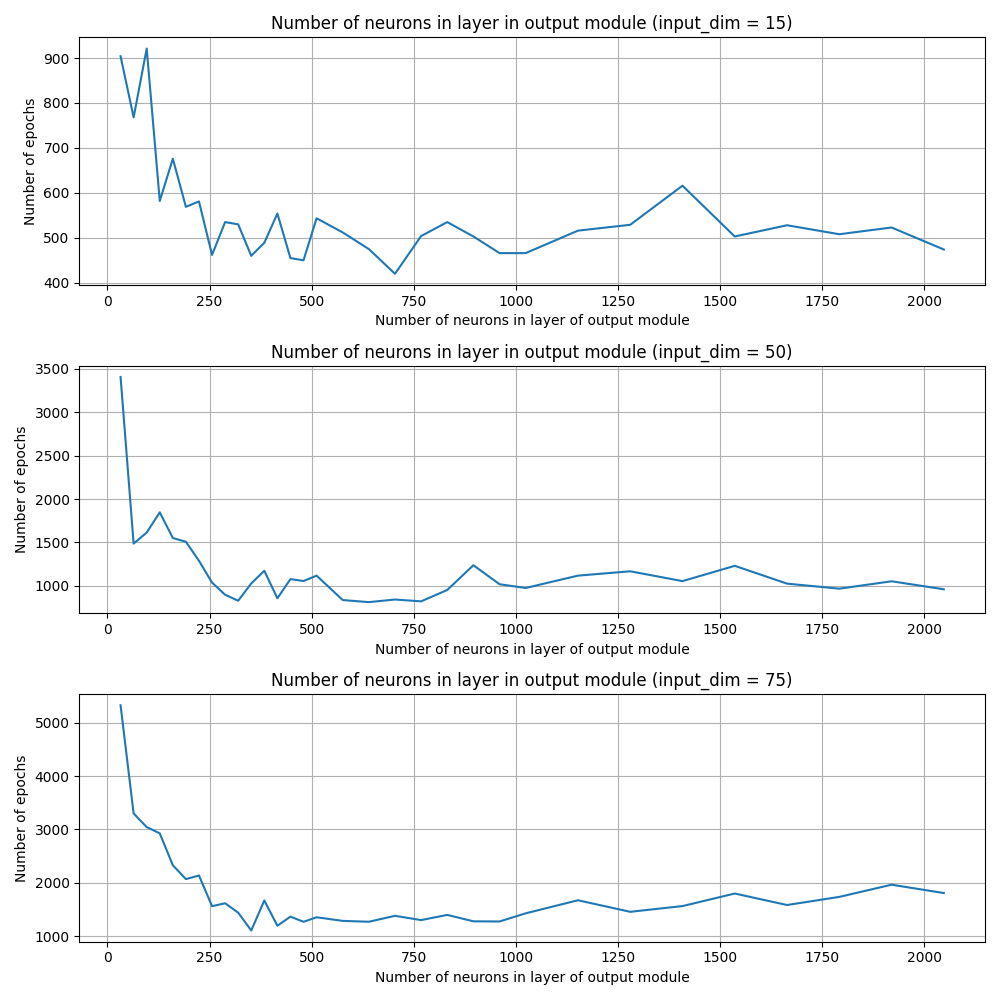 Number of neurons in layer in output module (input_dim = 15)
Number of epochs
900
800
700
600
500
400
0 250 500 750 1000 1250 1500 1750 2000
Number of neurons in layer of output module
Number of neurons in layer in output module (input_dim = 50)
Number of epochs
3500
3000
2500
2000
1500
1000
0 250 500 750 1000 1250 1500 1750 2000
Number of neurons in layer of output module
Number of neurons in layer in output module (input_dim = 75)
Number of epochs
5000
4000
3000
2000
1000
0 250 500 750 1000 1250 1500 1750 2000
Number of neurons in layer of output module